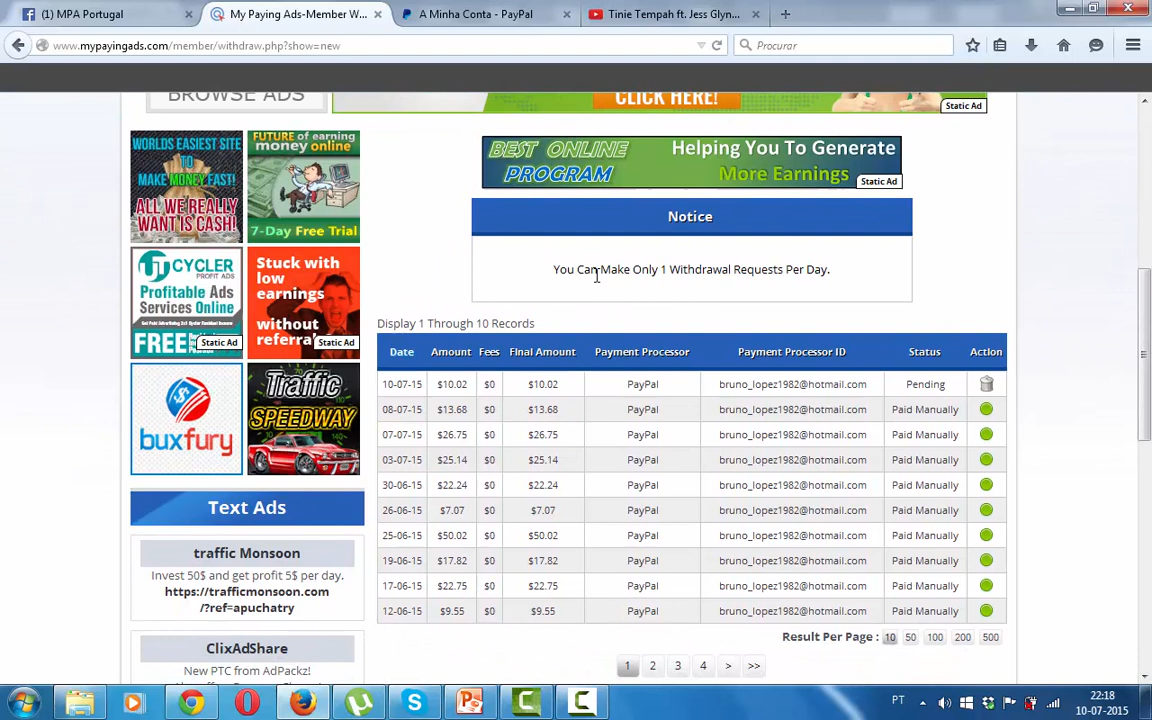 (1) MPA Portugal
My Paying Ads-Member W...
A Minha Conta - PayPal
Tinie Tempah ft. Jess Glyn...
www.mypayingads.com/member/withdraw.php?show=new
Procurar
BROWSE ADS
CLICK HERE!
Static Ad
WORLDS EASIEST SITE
TO
MAKE MONEY FAST!
ALL WE REALLY
WANT IS CASH!
FUTURE of earning
money online
7-Day Free Trial
BEST ONLINE
PROGRAM
Helping You To Generate
More Earnings
Static Ad
Notice
You Can Make Only 1 Withdrawal Requests Per Day.
CYCLER
PROFIT ADS
Profitable Ads
Services Online
FREE
Static Ad
Stuck with
low
earnings
without
referra
Static Ad
buxfury
Traffic
SPEEDWAY
Display 1 Through 10 Records
Date Amount Fees FInal Amount Payment Processor Payment Processor ID Status Action
10-07-15 $10.02 $0 $10.02 PayPal bruno_lopez1982@hotmail.com Pending
08-07-15 $13.68 $0 $13.68 PayPal bruno_lopez1982@hotmail.com Paid Manually
07-07-15 $26.75 $0 $26.75 PayPal bruno_lopez1982@hotmail.com Paid Manually
03-07-15 $25.14 $0 $25.14 PayPal bruno_lopez1982@hotmail.com Paid Manually
30-06-15 $22.24 $0 $22.24 PayPal bruno_lopez1982@hotmail.com Paid Manually
26-06-15 $7.07 $0 $7.07 PayPal bruno_lopez1982@hotmail.com Paid Manually
25-06-15 $50.02 $0 $50.02 PayPal bruno_lopez1982@hotmail.com Paid Manually
19-06-15 $17.82 $0 $17.82 PayPal bruno_lopez1982@hotmail.com Paid Manually
17-06-15 $22.75 $0 $22.75 PayPal bruno_lopez1982@hotmail.com Paid Manually
12-06-15 $9.55 $0 $9.55 PayPal bruno_lopez1982@hotmail.com Paid Manually
Result Per Page : 10 50 100 200 500
1 2 3 4 > >>
Text Ads
traffic Monsoon
Invest 50$ and get profit 5$ per day.
https://trafficmonsoon.com
/?ref=apuchatry
ClixAdShare
New PTC from AdPackz!
PT
22:18
10-07-2015